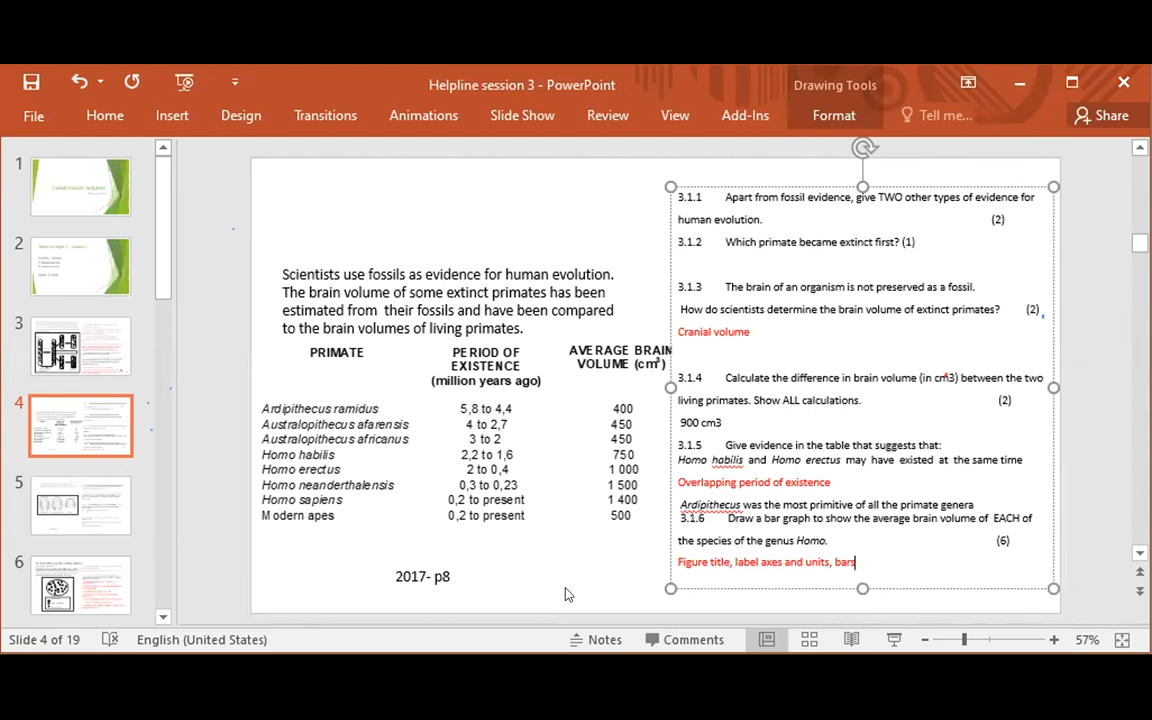 Helpline session 3 - PowerPoint
Drawing Tools
File
Home
Insert
Design
Transitions
Animations
Slide Show
Review
View
Add-Ins
Format
Tell me...
Share
1
2
3
4
5
6
Scientists use fossils as evidence for human evolution.
The brain volume of some extinct primates has been
estimated from their fossils and have been compared
to the brain volumes of living primates.
PRIMATE PERIOD OF EXISTENCE (million years ago) AVERAGE BRAIN VOLUME (cm3)
Ardipithecus ramidus 5,8 to 4,4 400
Australopithecus afarensis 4 to 2,7 450
Australopithecus africanus 3 to 2 450
Homo habilis 2,2 to 1,6 750
Homo erectus 2 to 0,4 1 000
Homo neanderthalensis 0,3 to 0,23 1 500
Homo sapiens 0,2 to present 1 400
Modern apes 0,2 to present 500
2017- p8
3.1.1 Apart from fossil evidence, give TWO other types of evidence for
human evolution. (2)
3.1.2 Which primate became extinct first? (1)
3.1.3 The brain of an organism is not preserved as a fossil.
How do scientists determine the brain volume of extinct primates? (2)
Cranial volume
3.1.4 Calculate the difference in brain volume (in cm3) between the two
living primates. Show ALL calculations. (2)
900 cm3
3.1.5 Give evidence in the table that suggests that:
Homo habilis and Homo erectus may have existed at the same time
Overlapping period of existence
Ardipithecus was the most primitive of all the primate genera
3.1.6 Draw a bar graph to show the average brain volume of EACH of
the species of the genus Homo. (6)
Figure title, label axes and units, bars
Slide 4 of 19
English (United States)
Notes
Comments
57%